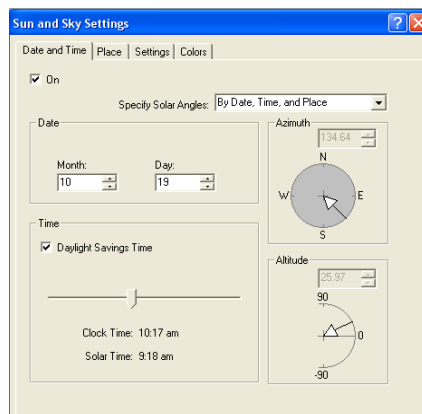 Sun and Sky Settings
Date and Time Place Settings Colors
On
Specify Solar Angles: By Date, Time, and Place
Date
Month: Day:
10 19
Time
Daylight Savings Time
Clock Time: 10:17 am
Solar Time: 9:18 am
Azimuth
134.64
N
W E
S
Altitude
25.97
90
0
-90